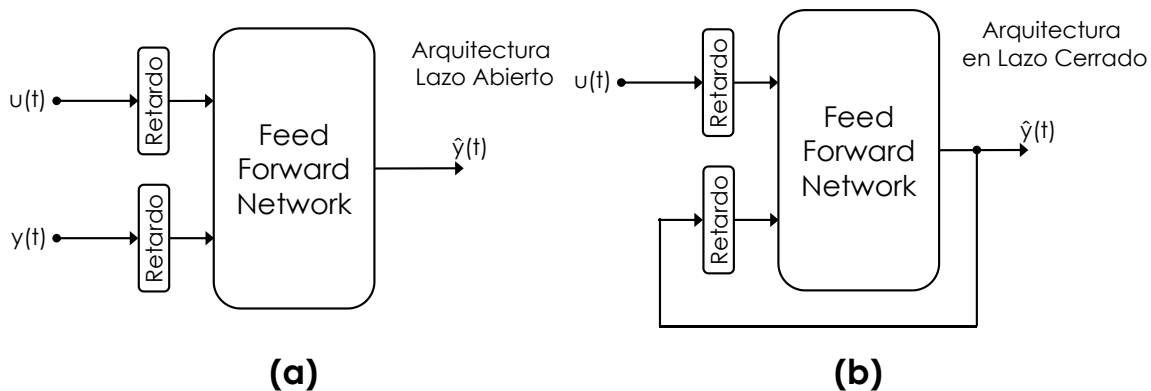 u(t)
Retardo
y(t)
Retardo
Feed
Forward
Network
Arquitectura
Lazo Abierto
ŷ(t)
(a)
u(t)
Retardo
Retardo
Feed
Forward
Network
Arquitectura
en Lazo Cerrado
ŷ(t)
(b)